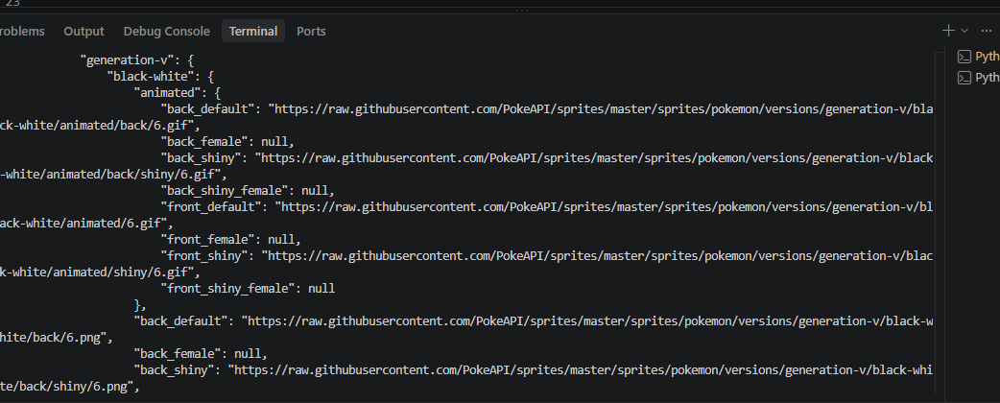 23
roblems Output Debug Console Terminal Ports
"generation-v": {
"black-white": {
"animated": {
"back_default": "https://raw.githubusercontent.com/PokeAPI/sprites/master/sprites/pokemon/versions/generation-v/bla
ck-white/animated/back/6.gif",
"back_female": null,
"back_shiny": "https://raw.githubusercontent.com/PokeAPI/sprites/master/sprites/pokemon/versions/generation-v/black
-white/animated/back/shiny/6.gif",
"back_shiny_female": null,
"front_default": "https://raw.githubusercontent.com/PokeAPI/sprites/master/sprites/pokemon/versions/generation-v/bl
ack-white/animated/6.gif",
"front_female": null,
"front_shiny": "https://raw.githubusercontent.com/PokeAPI/sprites/master/sprites/pokemon/versions/generation-v/blac
k-white/animated/shiny/6.gif",
"front_shiny_female": null
},
"back_default": "https://raw.githubusercontent.com/PokeAPI/sprites/master/sprites/pokemon/versions/generation-v/black-w
hite/back/6.png",
"back_female": null,
"back_shiny": "https://raw.githubusercontent.com/PokeAPI/sprites/master/sprites/pokemon/versions/generation-v/black-whi
te/back/shiny/6.png",
Pyth
Pyth